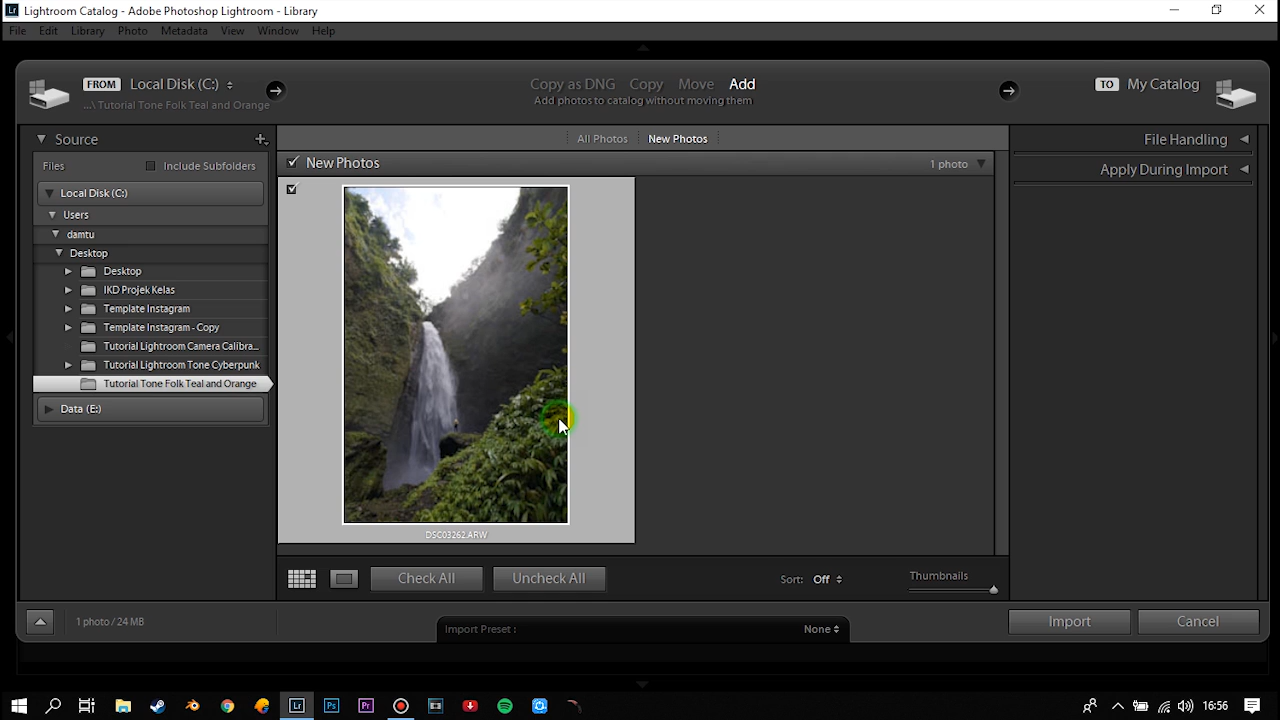 Lr Lightroom Catalog - Adobe Photoshop Lightroom - Library
File Edit Library Photo Metadata View Window Help
FROM Local Disk (C:)
...\ Tutorial Tone Folk Teal and Orange
Copy as DNG Copy Move Add
Add photos to catalog without moving them
TO My Catalog
Source
Files Include Subfolders
Local Disk (C:)
Users
damtu
Desktop
Desktop
IKD Projek Kelas
Template Instagram
Template Instagram - Copy
Tutorial Lightroom Camera Calibra...
Tutorial Lightroom Tone Cyberpunk
Tutorial Tone Folk Teal and Orange
Data (E:)
All Photos New Photos
New Photos 1 photo
DSC03262.ARW
Check All Uncheck All Sort: Off Thumbnails
File Handling
Apply During Import
1 photo / 24 MB
Import Preset : None
Import Cancel
Lr Ps Pr 16:56